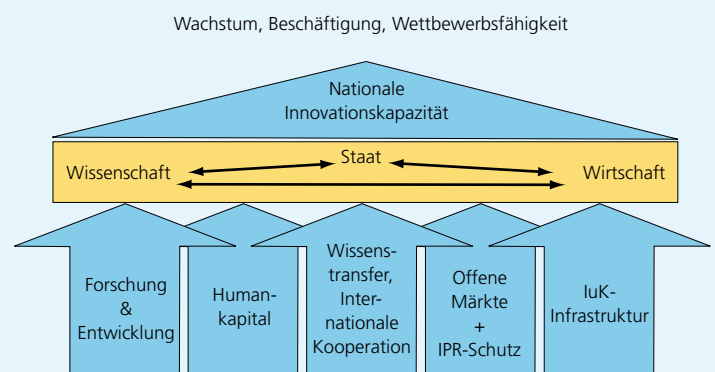 Wachstum, Beschäftigung, Wettbewerbsfähigkeit
Nationale
Innovationskapazität
Wissenschaft
Staat
Wirtschaft
Forschung
&
Entwicklung
Human-
kapital
Wissens-
transfer,
Inter-
nationale
Kooperation
Offene
Märkte
+
IPR-Schutz
IuK-
Infrastruktur